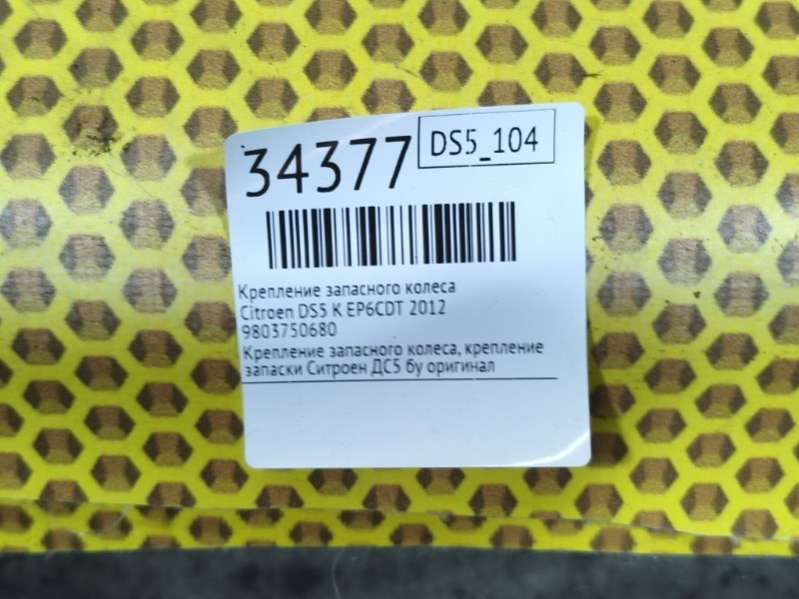 34377
DS5_104
Крепление запасного колеса
Citroen DS5 K EP6CDT 2012
9803750680
Крепление запасного колеса, крепление
запаски Ситроен ДС5 бу оригинал